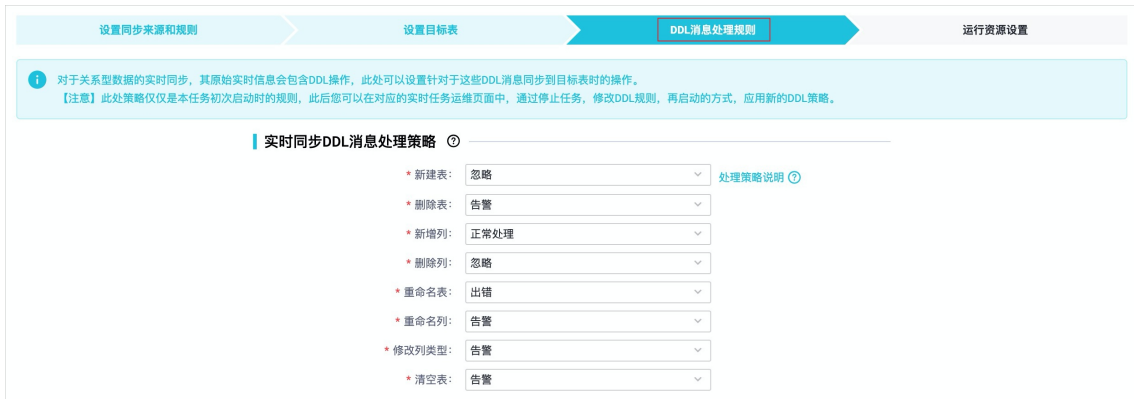 设置同步来源和规则
设置目标表
DDL消息处理规则
运行资源设置
对于关系型数据的实时同步，其原始实时信息会包含DDL操作，此处可以设置针对于这些DDL消息同步到目标表时的操作。
【注意】此处策略仅仅是本任务初次启动时的规则，此后您可以在对应的实时任务运维页面中，通过停止任务，修改DDL规则，再启动的方式，应用新的DDL策略。
实时同步DDL消息处理策略 ?
* 新建表： 忽略 处理策略说明 ?
* 删除表： 告警
* 新增列： 正常处理
* 删除列： 忽略
* 重命名表： 出错
* 重命名列： 告警
* 修改列类型： 告警
* 清空表： 告警